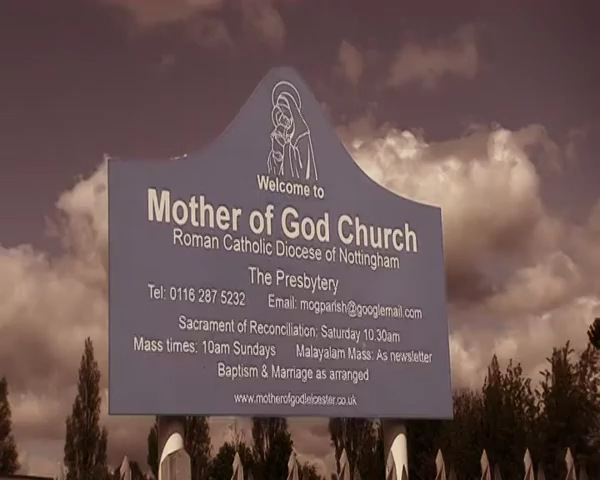 Welcome to
Mother of God Church
Roman Catholic Diocese of Nottingham
The Presbytery
Tel: 0116 287 5232 Email: mogparish@googlemail.com
Sacrament of Reconciliation: Saturday 10.30am
Mass times: 10am Sundays Malayalam Mass: As newsletter
Baptism & Marriage as arranged
www.motherofgodleicester.co.uk